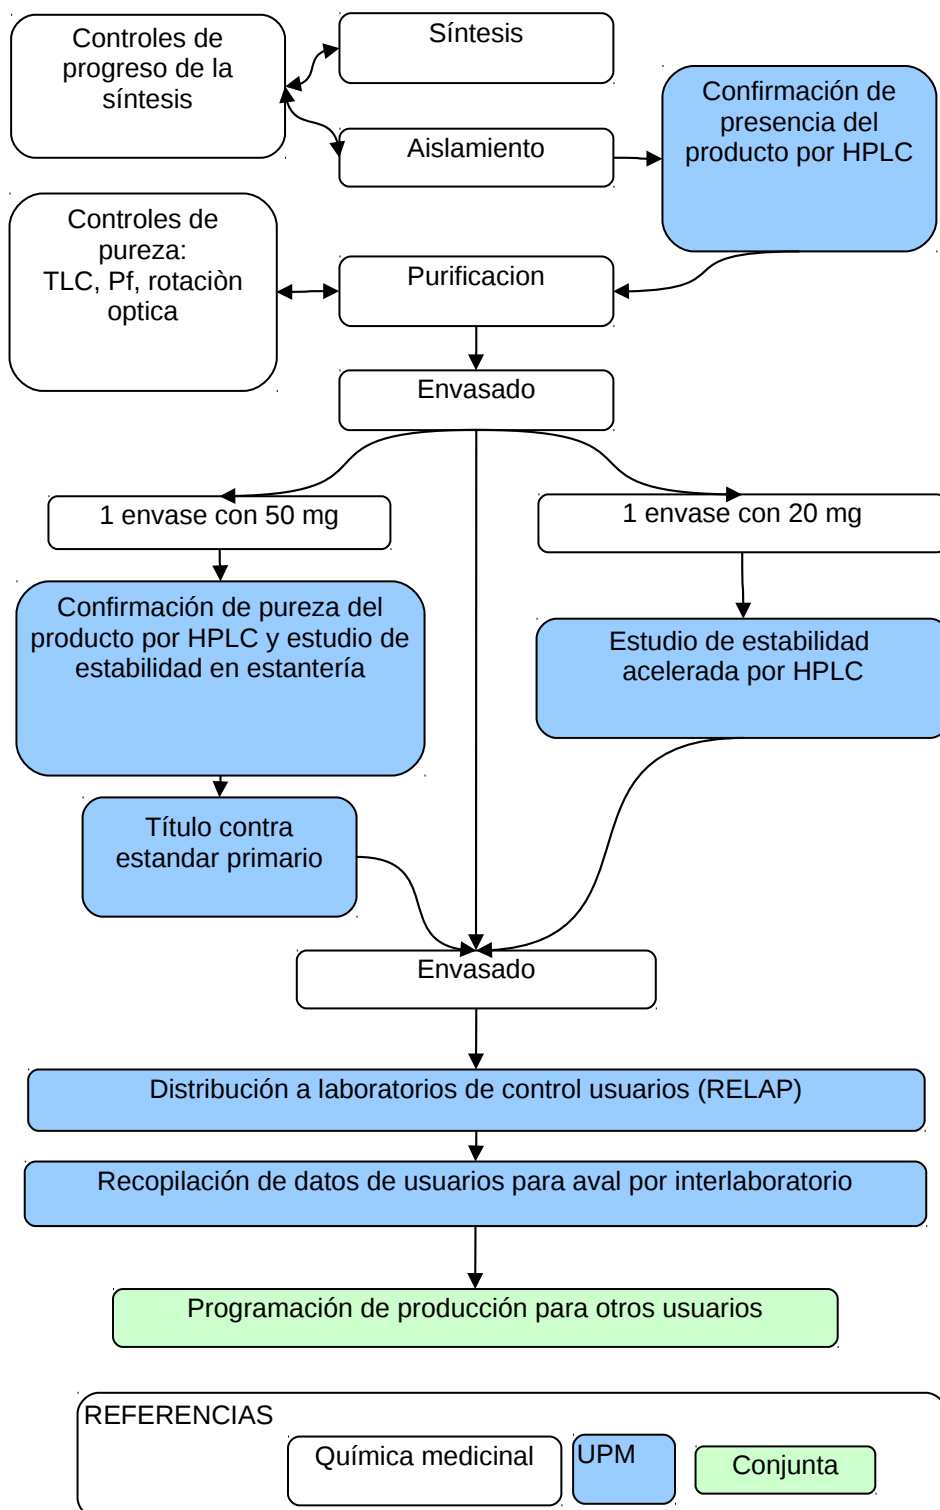 Controles de
progreso de la
síntesis
Síntesis
Aislamiento
Confirmación de
presencia del
producto por HPLC
Controles de
pureza:
TLC, Pf, rotaciòn
optica
Purificacion
Envasado
1 envase con 50 mg
1 envase con 20 mg
Confirmación de pureza del
producto por HPLC y estudio de
estabilidad en estantería
Estudio de estabilidad
acelerada por HPLC
Título contra
estandar primario
Envasado
Distribución a laboratorios de control usuarios (RELAP)
Recopilación de datos de usuarios para aval por interlaboratorio
Programación de producción para otros usuarios
REFERENCIAS
Química medicinal
UPM
Conjunta